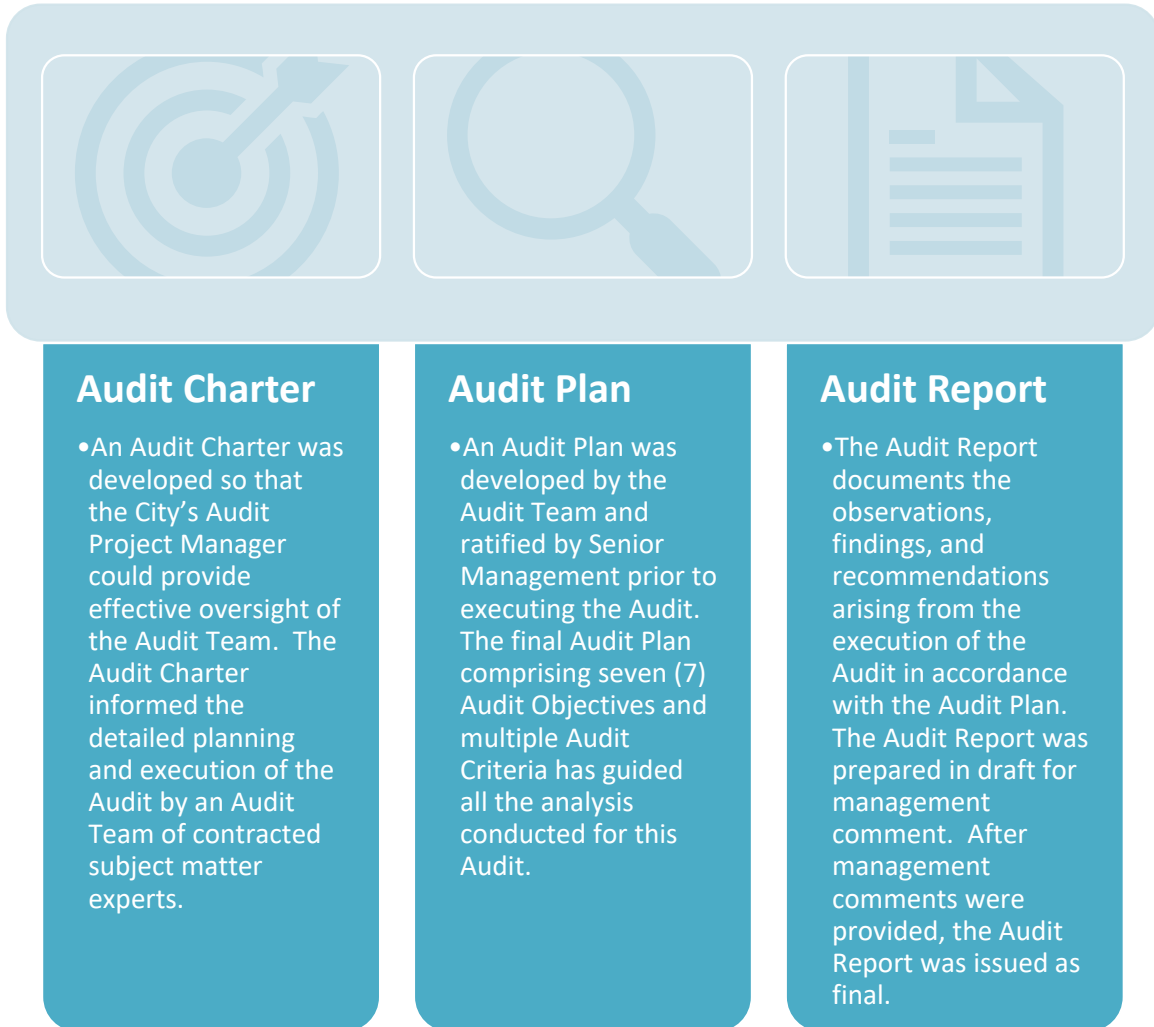 Audit Charter
•An Audit Charter was
developed so that
the City’s Audit
Project Manager
could provide
effective oversight of
the Audit Team.  The
Audit Charter
informed the
detailed planning
and execution of the
Audit by an Audit
Team of contracted
subject matter
experts.
Audit Plan
•An Audit Plan was
developed by the
Audit Team and
ratified by Senior
Management prior to
executing the Audit.
The final Audit Plan
comprising seven (7)
Audit Objectives and
multiple Audit
Criteria has guided
all the analysis
conducted for this
Audit.
Audit Report
•The Audit Report
documents the
observations,
findings, and
recommendations
arising from the
execution of the
Audit in accordance
with the Audit Plan.
The Audit Report was
prepared in draft for
management
comment.  After
management
comments were
provided, the Audit
Report was issued as
final.